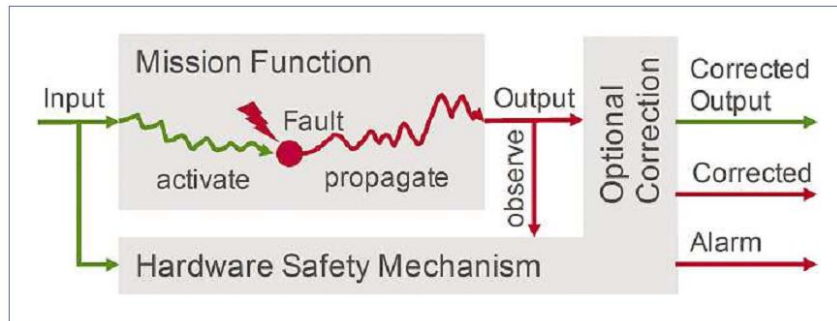 Mission Function
Input
Fault
activate
propagate
Output
observe
Optional
Correction
Corrected
Output
Corrected
Alarm
Hardware Safety Mechanism